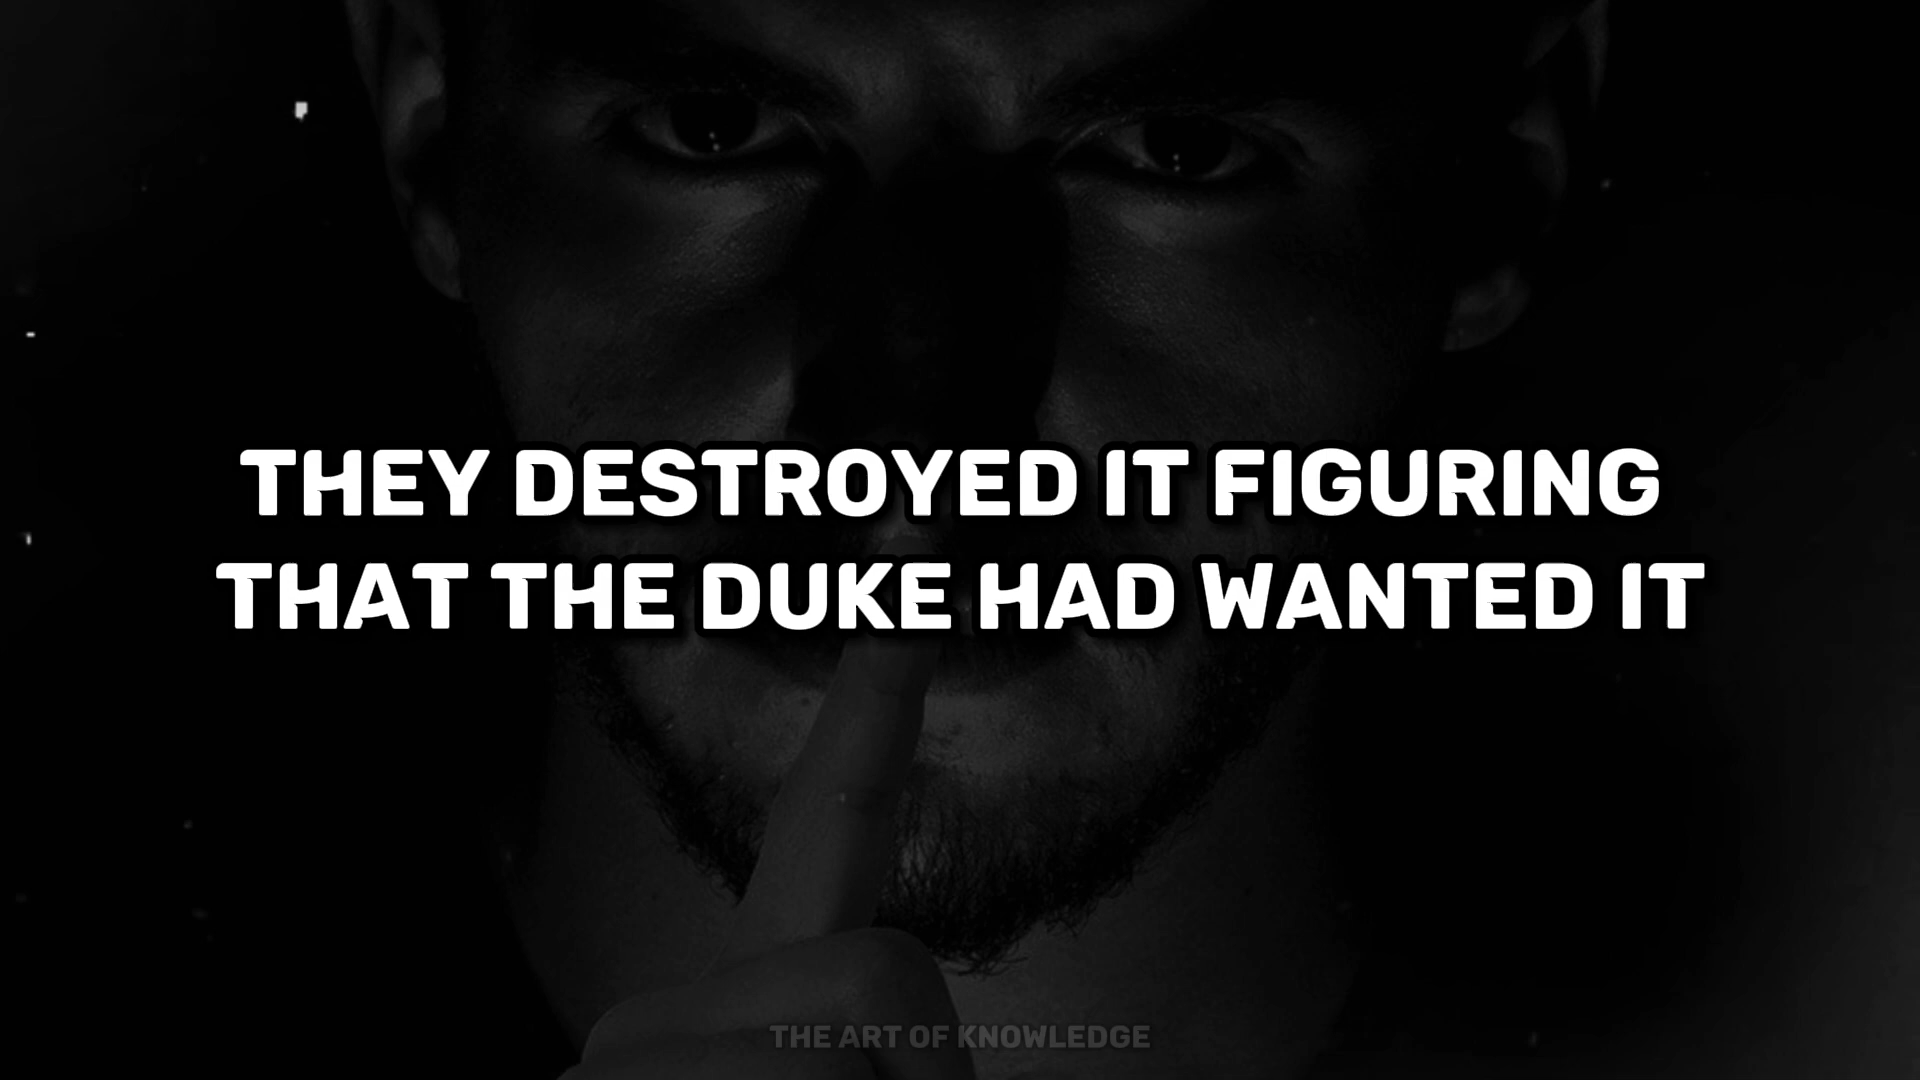 THEY DESTROYED IT FIGURING
THAT THE DUKE HAD WANTED IT
THE ART OF KNOWLEDGE